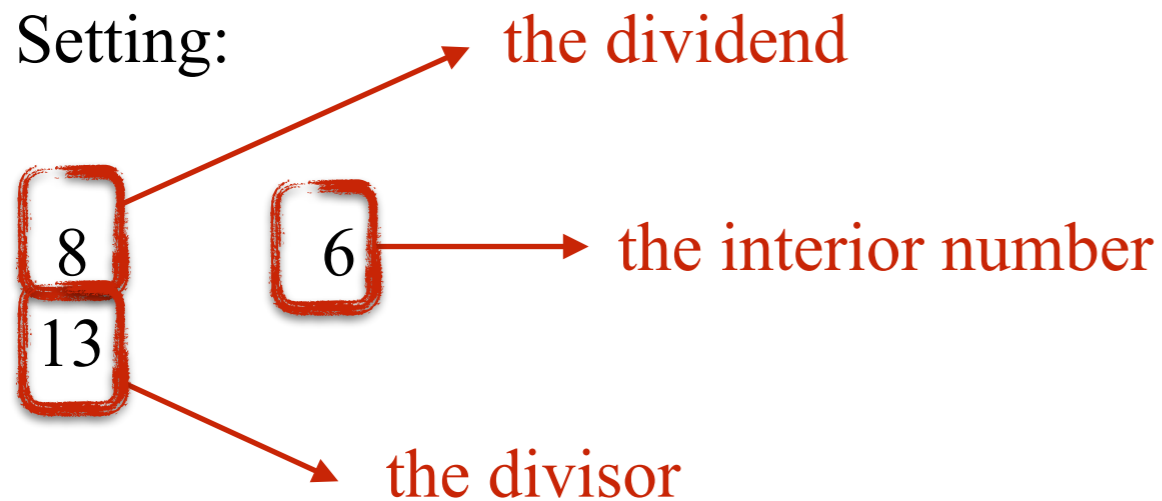 Setting:
the dividend
8
6
the interior number
13
the divisor